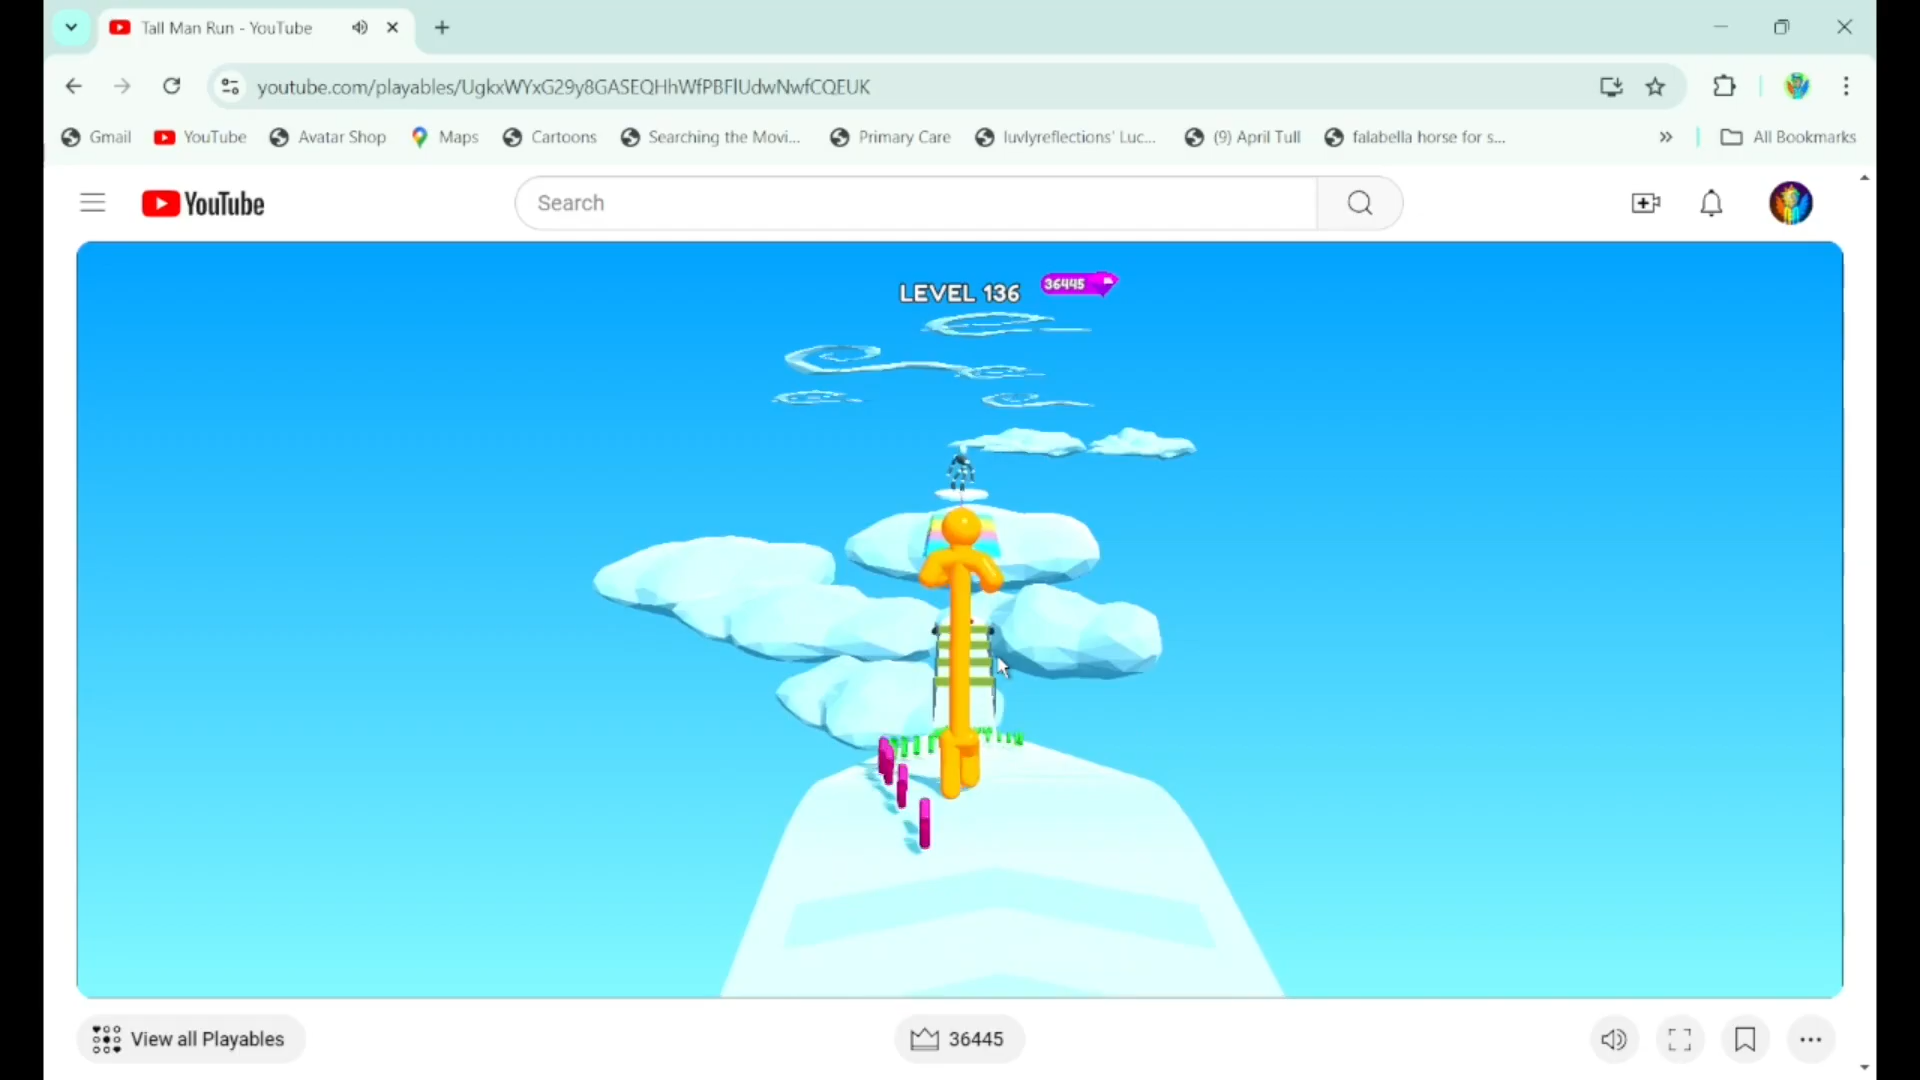 Tall Man Run - YouTube
youtube.com/playables/UgkxWYxG29y8GASEQHhWfPBFlUdwNwfCQEUK
Gmail YouTube Avatar Shop Maps Cartoons Searching the Movi... Primary Care luvlyreflections' Luc... (9) April Tull falabella horse for s... » All Bookmarks
YouTube Search
LEVEL 136 36445
View all Playables 36445